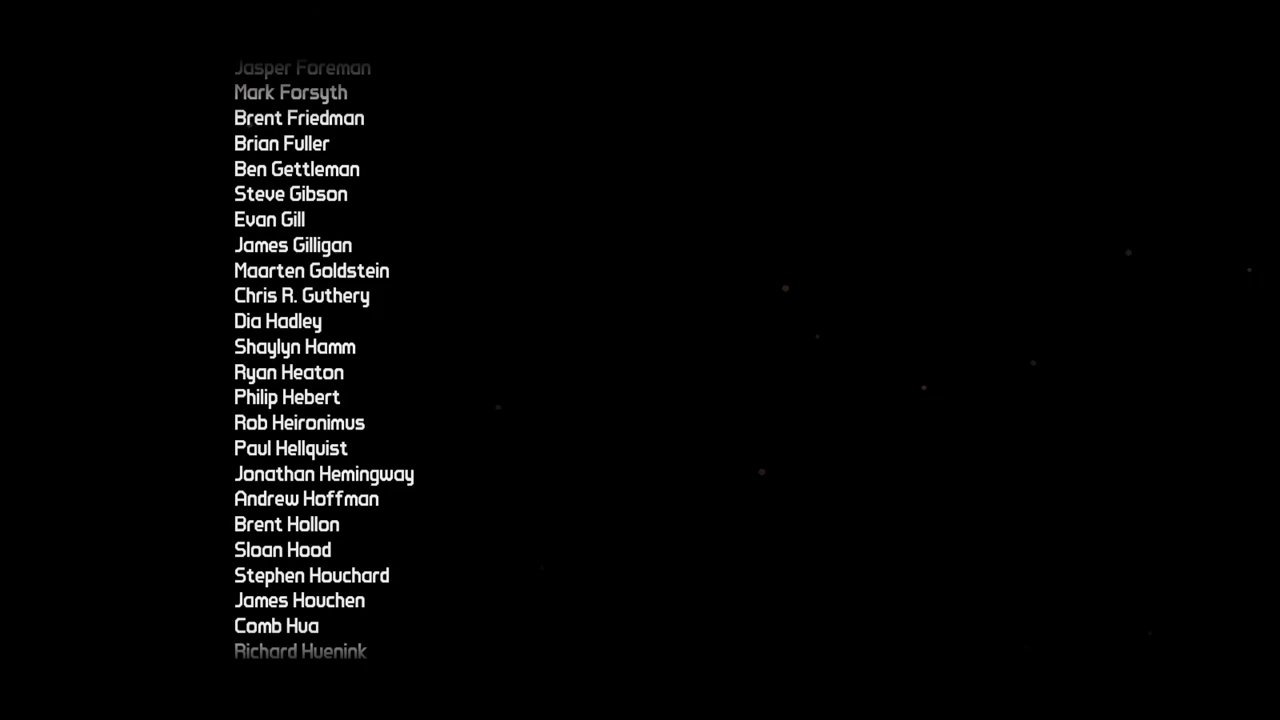 Jasper Foreman
Mark Forsyth
Brent Friedman
Brian Fuller
Ben Gettleman
Steve Gibson
Evan Gill
James Gilligan
Maarten Goldstein
Chris R. Guthery
Dia Hadley
Shaylyn Hamm
Ryan Heaton
Philip Hebert
Rob Heironimus
Paul Hellquist
Jonathan Hemingway
Andrew Hoffman
Brent Hollon
Sloan Hood
Stephen Houchard
James Houchen
Comb Hua
Richard Huenink